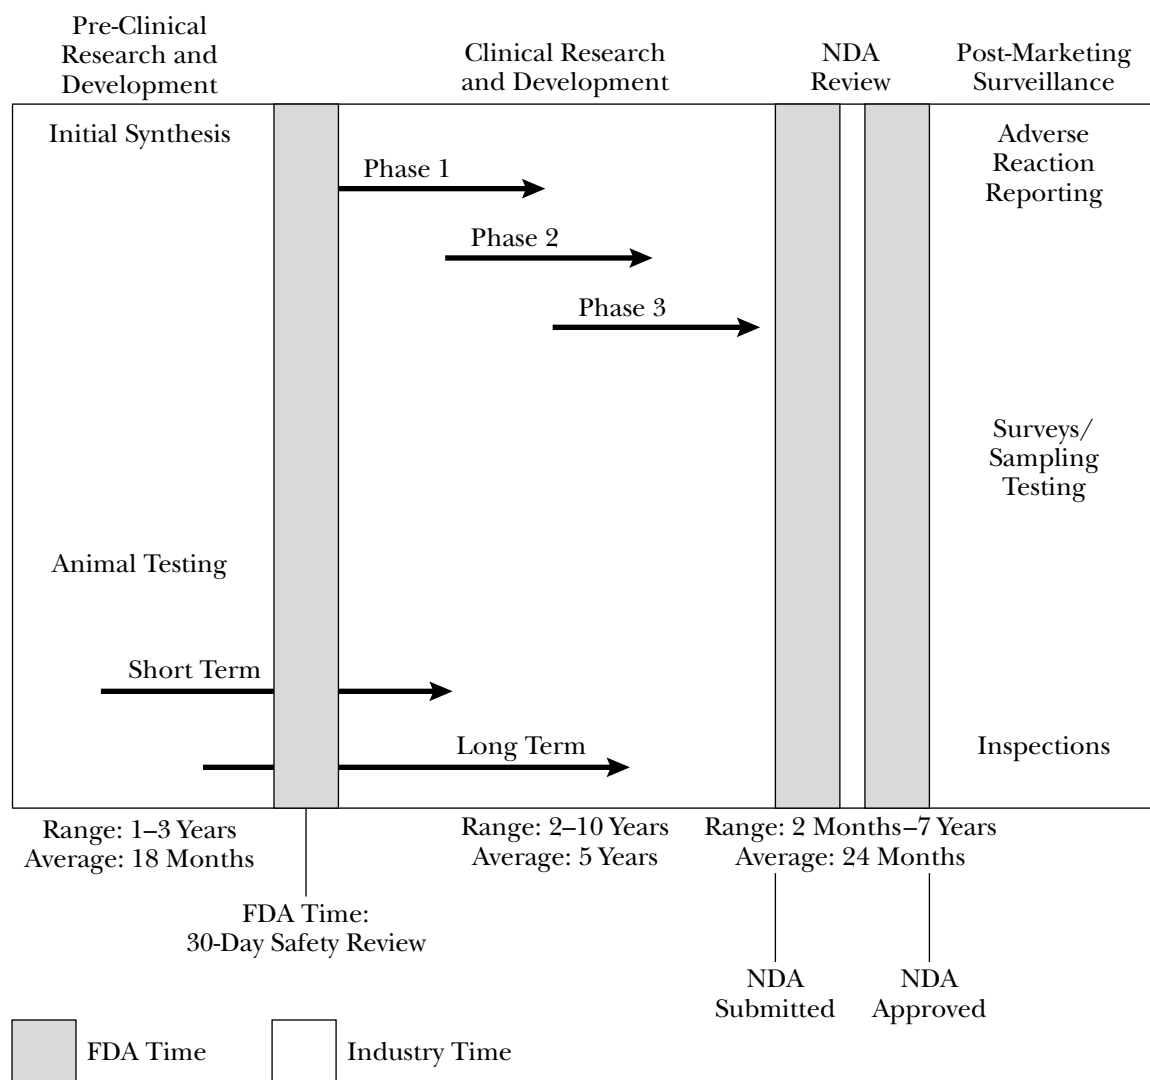 Pre-Clinical
Research and
Development
Clinical Research
and Development
NDA
Review
Post-Marketing
Surveillance
Initial Synthesis
Adverse
Reaction
Reporting
Phase 1
Phase 2
Phase 3
Surveys/
Sampling
Testing
Animal Testing
Short Term
Long Term
Inspections
Range: 1–3 Years
Average: 18 Months
Range: 2–10 Years
Average: 5 Years
Range: 2 Months–7 Years
Average: 24 Months
FDA Time:
30-Day Safety Review
NDA
Submitted
NDA
Approved
FDA Time
Industry Time